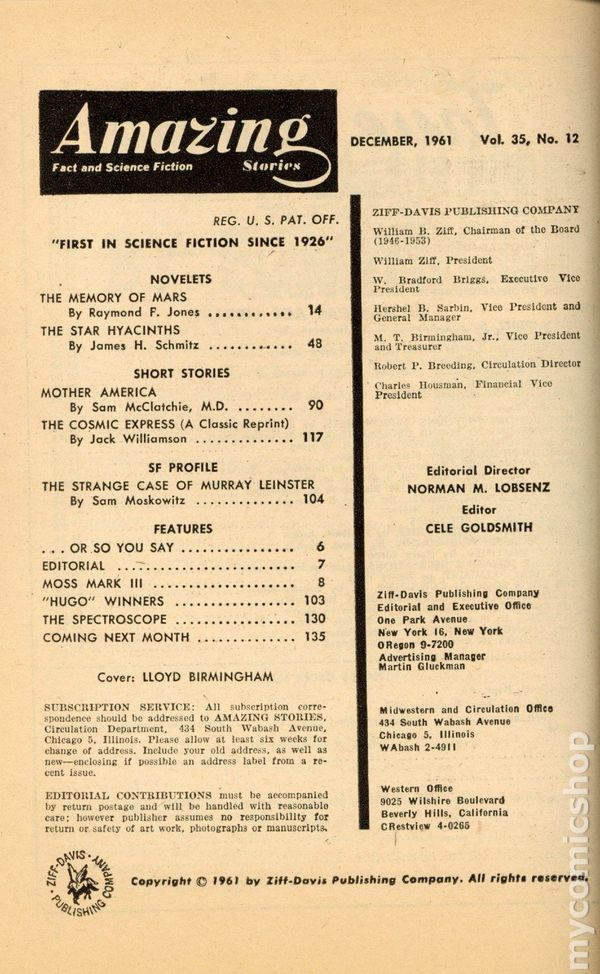 Amazing
Fact and Science Fiction Stories
DECEMBER, 1961 Vol. 35, No. 12
REG. U. S. PAT. OFF.
"FIRST IN SCIENCE FICTION SINCE 1926"
NOVELETS
THE MEMORY OF MARS
By Raymond F. Jones ............ 14
THE STAR HYACINTHS
By James H. Schmitz ............ 48
SHORT STORIES
MOTHER AMERICA
By Sam McClatchie, M.D. ........ 90
THE COSMIC EXPRESS (A Classic Reprint)
By Jack Williamson .............. 117
SF PROFILE
THE STRANGE CASE OF MURRAY LEINSTER
By Sam Moskowitz .............. 104
FEATURES
. . . OR SO YOU SAY ................ 6
EDITORIAL ......................... 7
MOSS MARK III .................... 8
"HUGO" WINNERS ................. 103
THE SPECTROSCOPE ................ 130
COMING NEXT MONTH ............. 135
Cover: LLOYD BIRMINGHAM
SUBSCRIPTION SERVICE: All subscription corre-
spondence should be addressed to AMAZING STORIES,
Circulation Department, 434 South Wabash Avenue,
Chicago 5, Illinois. Please allow at least six weeks for
change of address. Include your old address, as well as
new—enclosing if possible an address label from a re-
cent issue.
EDITORIAL CONTRIBUTIONS must be accompanied
by return postage and will be handled with reasonable
care; however publisher assumes no responsibility for
return or safety of art work, photographs or manuscripts.
ZIFF-DAVIS PUBLISHING COMPANY
William B. Ziff, Chairman of the Board
(1946-1953)
William Ziff, President
W. Bradford Briggs, Executive Vice
President
Hershel B. Sarbin, Vice President and
General Manager
M. T. Birmingham, Jr., Vice President
and Treasurer
Robert P. Breeding, Circulation Director
Charles Housman, Financial Vice
President
Editorial Director
NORMAN M. LOBSENZ
Editor
CELE GOLDSMITH
Ziff-Davis Publishing Company
Editorial and Executive Office
One Park Avenue
New York 16, New York
ORegon 9-7200
Advertising Manager
Martin Gluckman
Midwestern and Circulation Office
434 South Wabash Avenue
Chicago 5, Illinois
WAbash 2-4911
Western Office
9025 Wilshire Boulevard
Beverly Hills, California
CRestview 4-0265
ZIFF-DAVIS PUBLISHING COMPANY
Copyright © 1961 by Ziff-Davis Publishing Company. All rights reserved.
mycomicshop